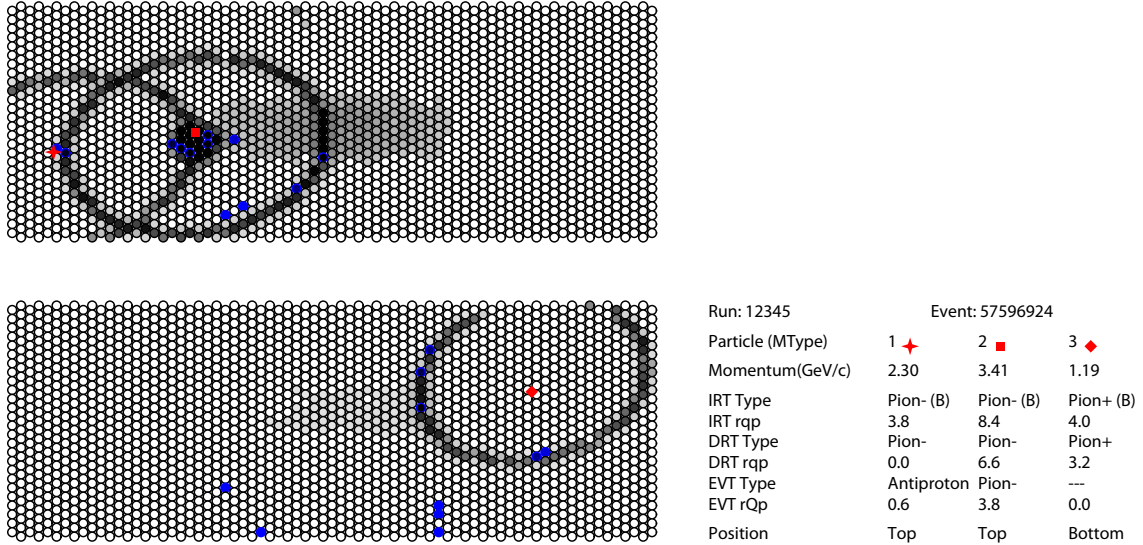 Run: 12345 Event: 57596924
Particle (MType) 1 2 3
Momentum(GeV/c) 2.30 3.41 1.19
IRT Type Pion- (B) Pion- (B) Pion+ (B)
IRT rqp 3.8 8.4 4.0
DRT Type Pion- Pion- Pion+
DRT rqp 0.0 6.6 3.2
EVT Type Antiproton Pion- ---
EVT rQp 0.6 3.8 0.0
Position Top Top Bottom